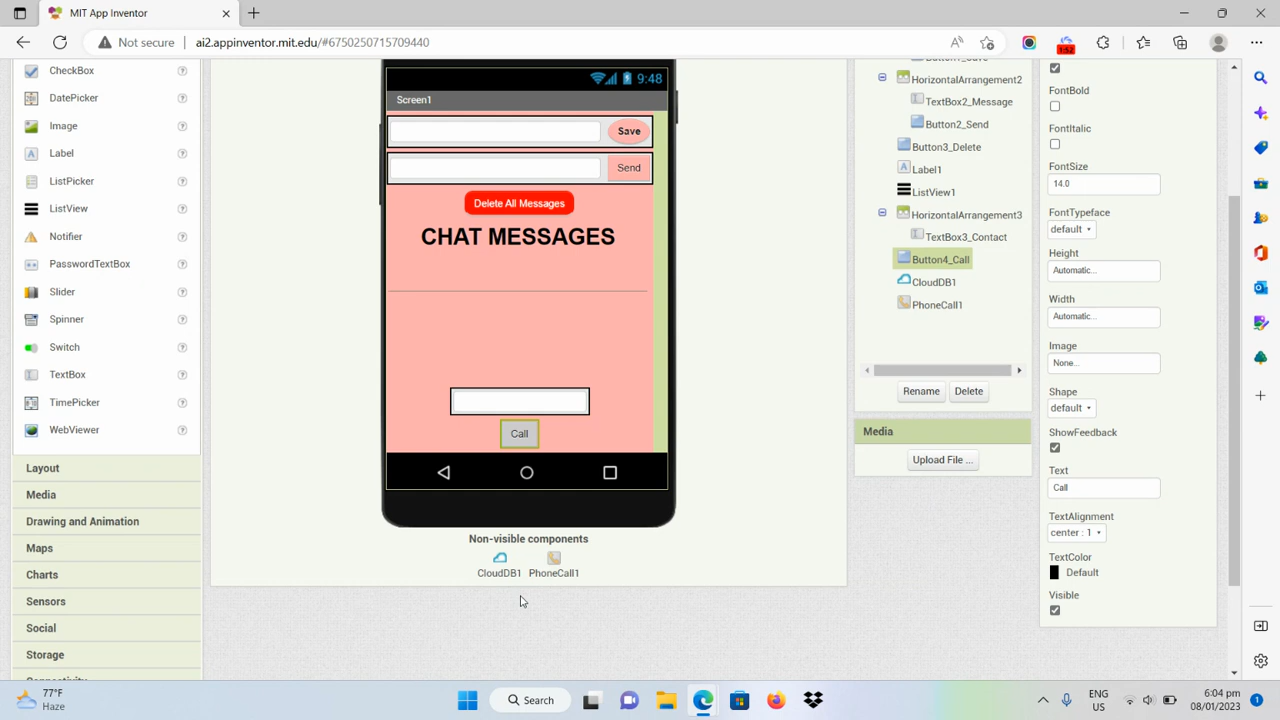 MIT App Inventor
Not secure
ai2.appinventor.mit.edu/#6750250715709440
1:52
CheckBox
DatePicker
Image
Label
ListPicker
ListView
Notifier
PasswordTextBox
Slider
Spinner
Switch
TextBox
TimePicker
WebViewer
Layout
Media
Drawing and Animation
Maps
Charts
Sensors
Social
Storage
9:48
Screen1
Save
Send
Delete All Messages
CHAT MESSAGES
Call
Non-visible components
CloudDB1 PhoneCall1
HorizontalArrangement2
TextBox2_Message
Button2_Send
Button3_Delete
Label1
ListView1
HorizontalArrangement3
TextBox3_Contact
Button4_Call
CloudDB1
PhoneCall1
Rename Delete
Media
Upload File ...
FontBold
FontItalic
FontSize
14.0
FontTypeface
default
Height
Automatic...
Width
Automatic...
Image
None...
Shape
default
ShowFeedback
Text
Call
TextAlignment
center : 1
TextColor
Default
Visible
77°F
Haze
Search
ENG
US
6:04 pm
08/01/2023
1